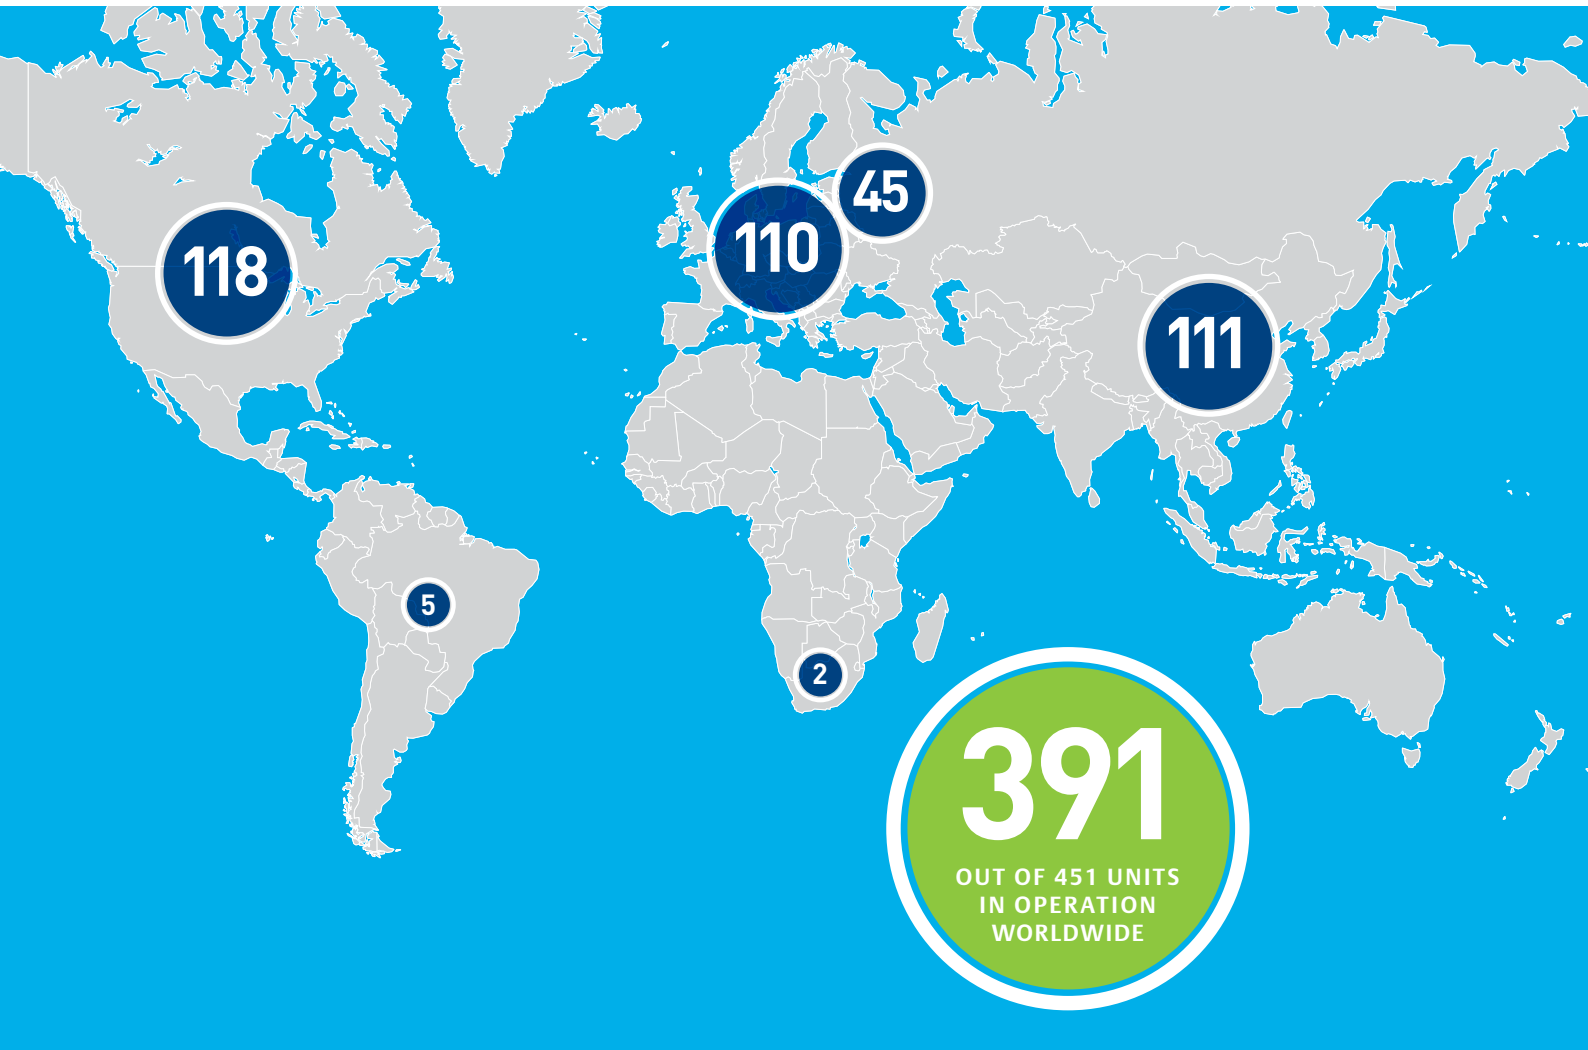 45
110
118
111
5
2
391
OUT OF 451 UNITS
IN OPERATION
WORLDWIDE